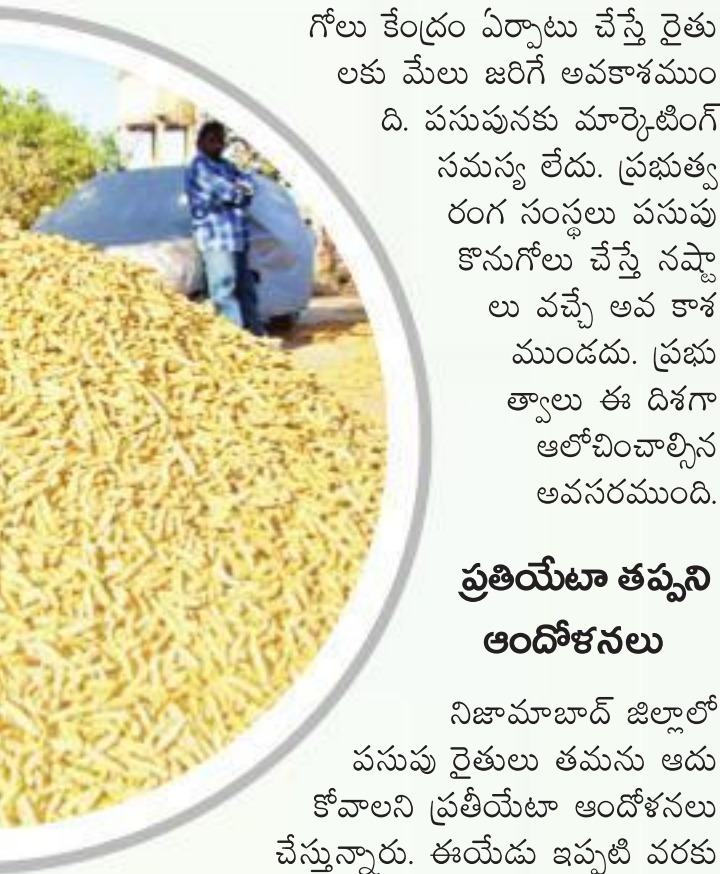 గోలు కేంద్రం ఏర్పాటు చేస్తే రైతు
లకు మేలు జరిగే అవకాశముం
ది. పసుపునకు మార్కెటింగ్
సమస్య లేదు. ప్రభుత్వ
రంగ సంస్థలు పసుపు
కొనుగోలు చేస్తే నష్టా
లు వచ్చే అవ కాశ
ముండదు. ప్రభు
త్వాలు ఈ దిశగా
ఆలోచించాల్సిన
అవసరముంది.
ప్రతియేటా తప్పని
ఆందోళనలు
నిజామాబాద్ జిల్లాలో
పసుపు రైతులు తమను ఆదు
కోవాలని ప్రతీయేటా ఆందోళనలు
చేస్తున్నారు. ఈయేడు ఇప్పటి వరకు